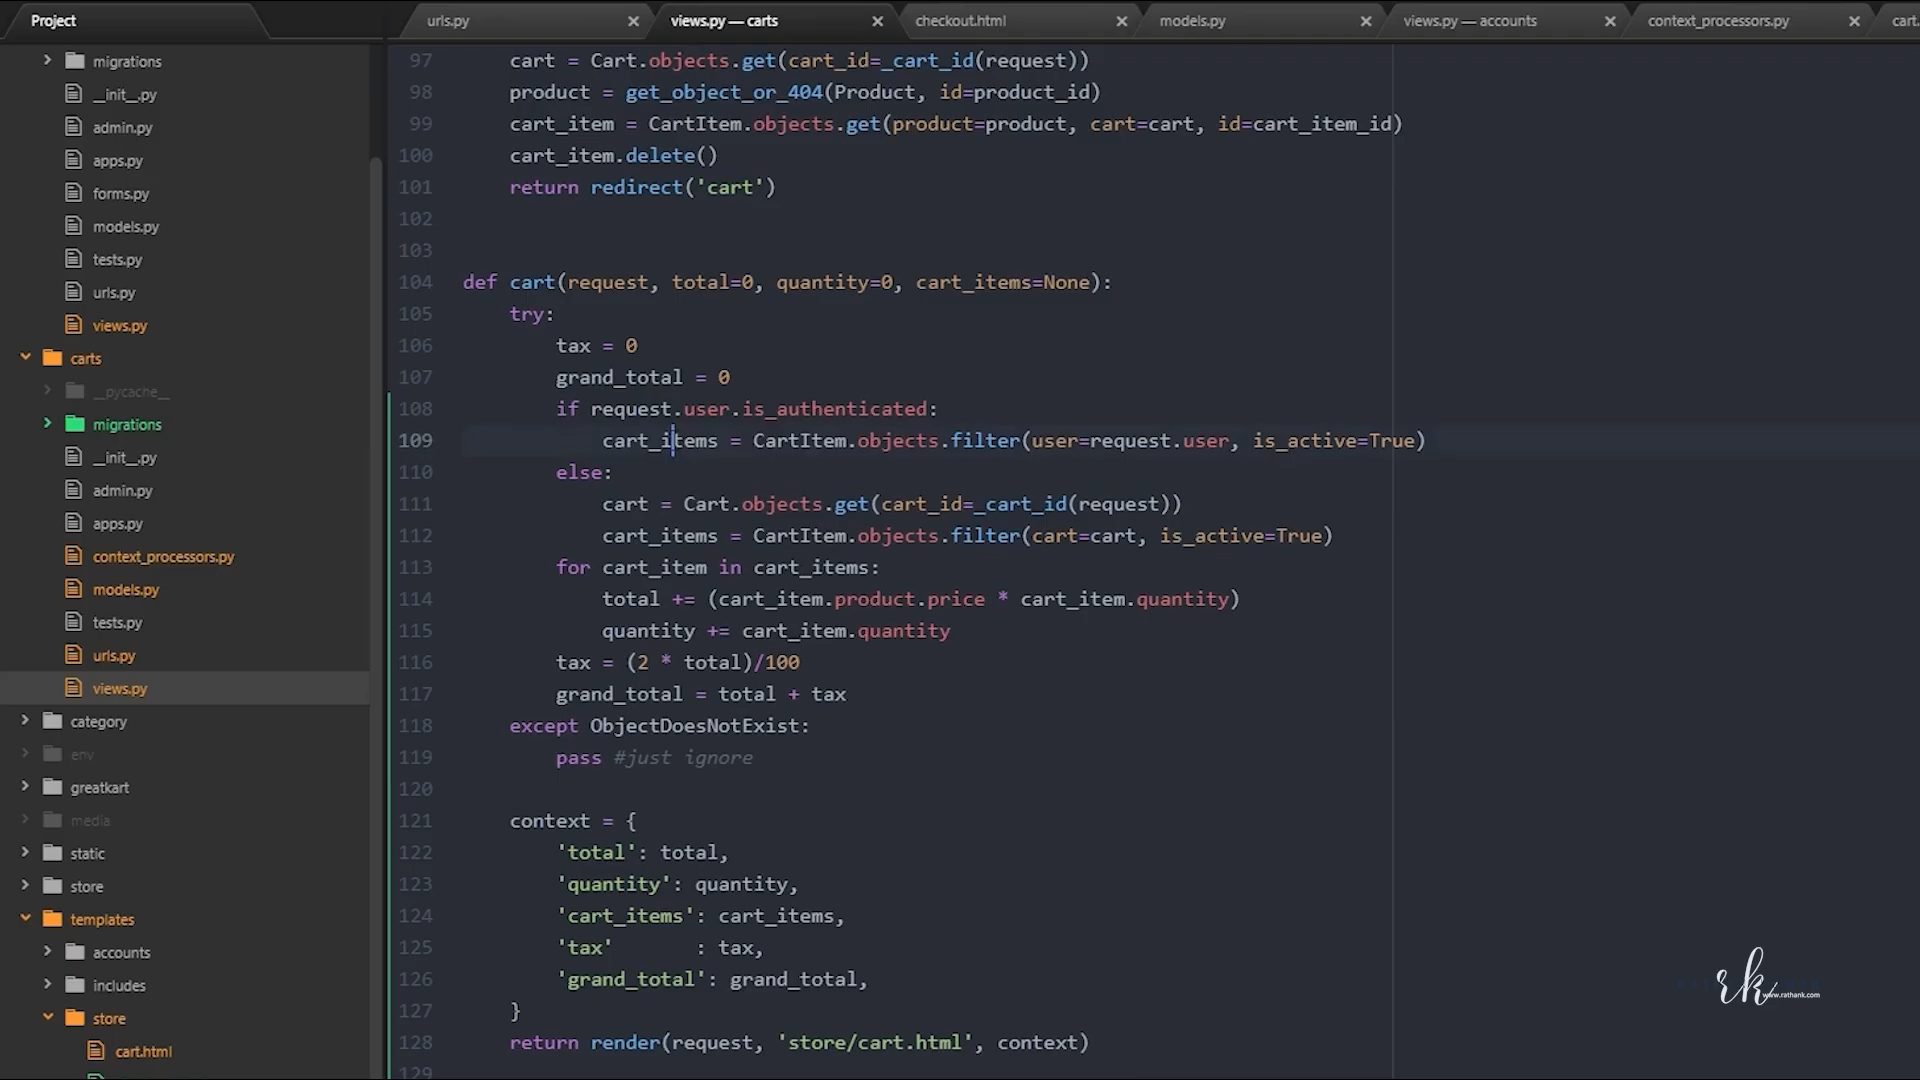 Project
migrations
__init__.py
admin.py
apps.py
forms.py
models.py
tests.py
urls.py
views.py
carts
__pycache__
migrations
__init__.py
admin.py
apps.py
context_processors.py
models.py
tests.py
urls.py
views.py
category
env
greatkart
media
static
store
templates
accounts
includes
store
cart.html
urls.py
views.py — carts
checkout.html
models.py
views.py — accounts
context_processors.py
cart.
97 cart = Cart.objects.get(cart_id=_cart_id(request))
98 product = get_object_or_404(Product, id=product_id)
99 cart_item = CartItem.objects.get(product=product, cart=cart, id=cart_item_id)
100 cart_item.delete()
101 return redirect('cart')
102
103
104 def cart(request, total=0, quantity=0, cart_items=None):
105 try:
106 tax = 0
107 grand_total = 0
108 if request.user.is_authenticated:
109 cart_items = CartItem.objects.filter(user=request.user, is_active=True)
110 else:
111 cart = Cart.objects.get(cart_id=_cart_id(request))
112 cart_items = CartItem.objects.filter(cart=cart, is_active=True)
113 for cart_item in cart_items:
114 total += (cart_item.product.price * cart_item.quantity)
115 quantity += cart_item.quantity
116 tax = (2 * total)/100
117 grand_total = total + tax
118 except ObjectDoesNotExist:
119 pass #just ignore
120
121 context = {
122 'total': total,
123 'quantity': quantity,
124 'cart_items': cart_items,
125 'tax' : tax,
126 'grand_total': grand_total,
127 }
128 return render(request, 'store/cart.html', context)
129
rk
www.rathank.com